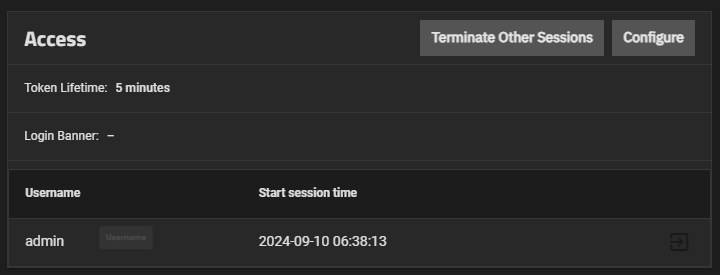 Access
Terminate Other Sessions
Configure
Token Lifetime: 5 minutes
Login Banner: –
Username Start session time
admin Username 2024-09-10 06:38:13